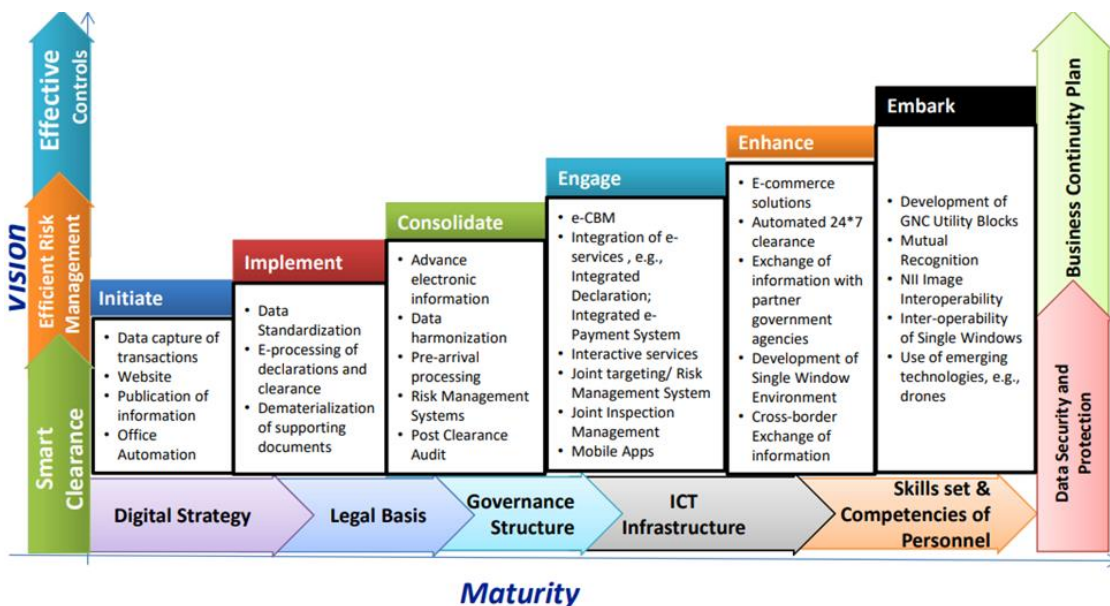 VISION
Effective
Controls
Efficient Risk
Management
Smart
Clearance
Initiate
• Data capture of
transactions
• Website
• Publication of
information
• Office
Automation
Implement
• Data
Standardization
• E-processing of
declarations and
clearance
• Dematerialization
of supporting
documents
Consolidate
• Advance
electronic
information
• Data
harmonization
• Pre-arrival
processing
• Risk Management
Systems
• Post Clearance
Audit
Engage
• e-CBM
• Integration of e-
services , e.g.,
Integrated
Declaration;
Integrated e-
Payment System
• Interactive services
• Joint targeting/ Risk
Management System
• Joint Inspection
Management
• Mobile Apps
Enhance
• E-commerce
solutions
• Automated 24*7
clearance
• Exchange of
information with
partner
government
agencies
• Development of
Single Window
Environment
• Cross-border
Exchange of
information
Embark
• Development of
GNC Utility Blocks
• Mutual
Recognition
• NII Image
Interoperability
• Inter-operability
of Single Windows
• Use of emerging
technologies, e.g.,
drones
Business Continuity Plan
Data Security and
Protection
Digital Strategy
Legal Basis
Governance
Structure
ICT
Infrastructure
Skills set &
Competencies of
Personnel
Maturity